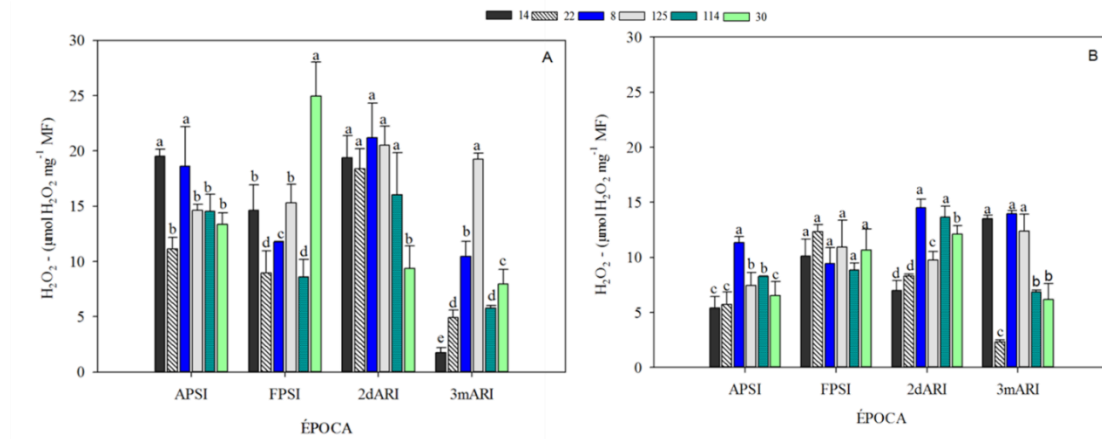 14 22 8 125 114 30
A
H₂O₂ - (µmol H₂O₂ mg⁻¹ MF)
30
25
20
15
10
5
0
a b a b b b
b d c b d a
a a a a a b
e d b a d c
APSI FPSI 2dARI 3mARI
ÉPOCA
B
H₂O₂ - (µmol H₂O₂ mg⁻¹ MF)
30
25
20
15
10
5
0
c c a b b c
a a a a a a
d d a c a b
a c a a b b
APSI FPSI 2dARI 3mARI
ÉPOCA